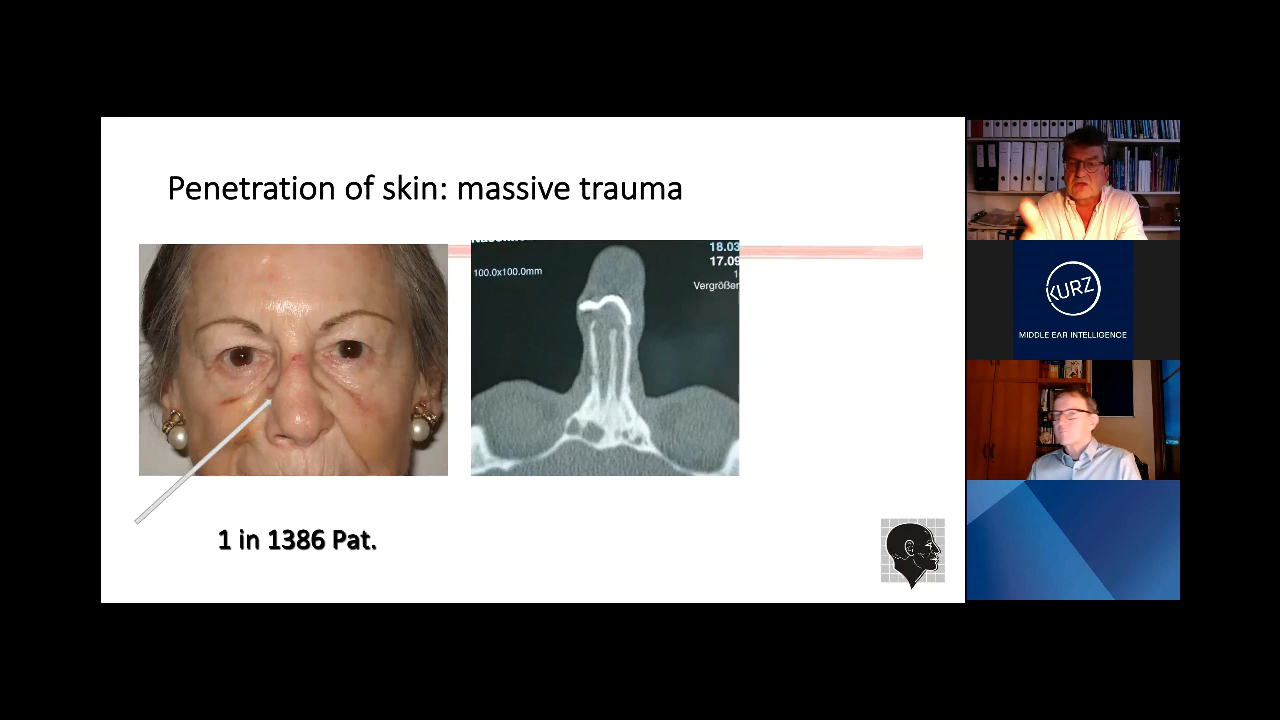 Penetration of skin: massive trauma
18.03
17.09
100.0x100.0mm
Vergrößer
1 in 1386 Pat.
KURZ
MIDDLE EAR INTELLIGENCE